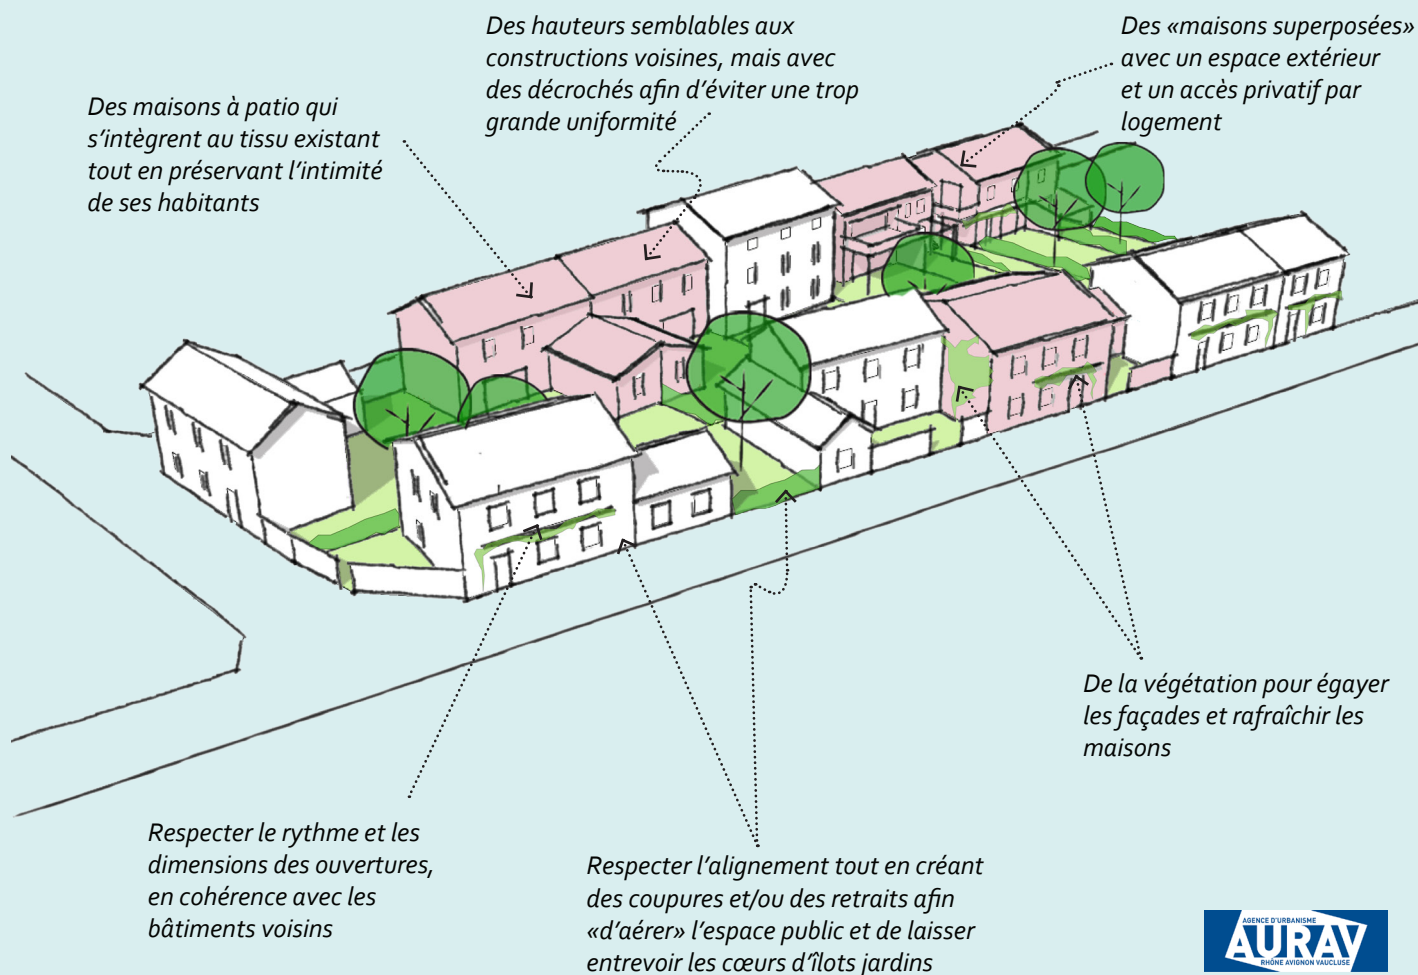 Des hauteurs semblables aux
constructions voisines, mais avec
des décrochés afin d'éviter une trop
grande uniformité
Des «maisons superposées»
avec un espace extérieur
et un accès privatif par
logement
Des maisons à patio qui
s'intègrent au tissu existant
tout en préservant l'intimité
de ses habitants
De la végétation pour égayer
les façades et rafraîchir les
maisons
Respecter le rythme et les
dimensions des ouvertures,
en cohérence avec les
bâtiments voisins
Respecter l'alignement tout en créant
des coupures et/ou des retraits afin
«d'aérer» l'espace public et de laisser
entrevoir les cœurs d'îlots jardins
AGENCE D'URBANISME
AURAV
RHÔNE AVIGNON VAUCLUSE